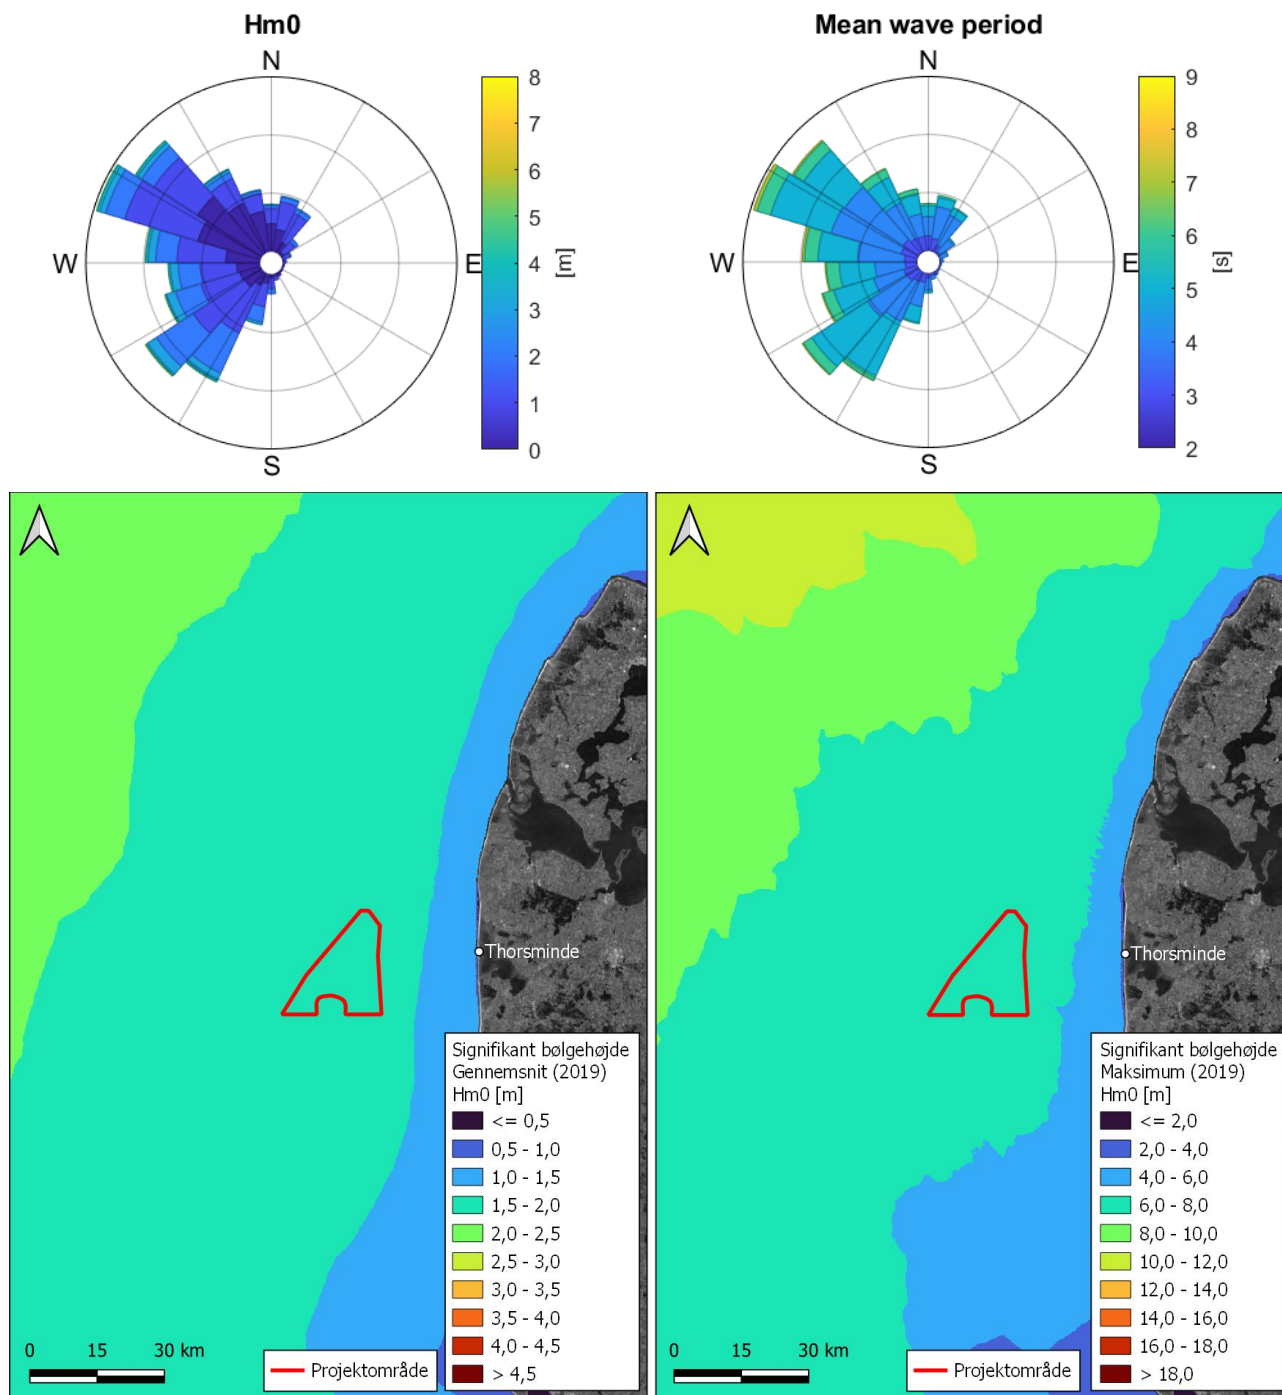 Hm0
N
W
E
S
8
7
6
5
4
3
2
1
0
[m]
Mean wave period
N
W
E
S
9
8
7
6
5
4
3
2
[s]
Thorsminde
Signifikant bølgehøjde
Gennemsnit (2019)
Hm0 [m]
<= 0,5
0,5 - 1,0
1,0 - 1,5
1,5 - 2,0
2,0 - 2,5
2,5 - 3,0
3,0 - 3,5
3,5 - 4,0
4,0 - 4,5
> 4,5
0 15 30 km
Projektområde
Thorsminde
Signifikant bølgehøjde
Maksimum (2019)
Hm0 [m]
<= 2,0
2,0 - 4,0
4,0 - 6,0
6,0 - 8,0
8,0 - 10,0
10,0 - 12,0
12,0 - 14,0
14,0 - 16,0
16,0 - 18,0
> 18,0
0 15 30 km
Projektområde